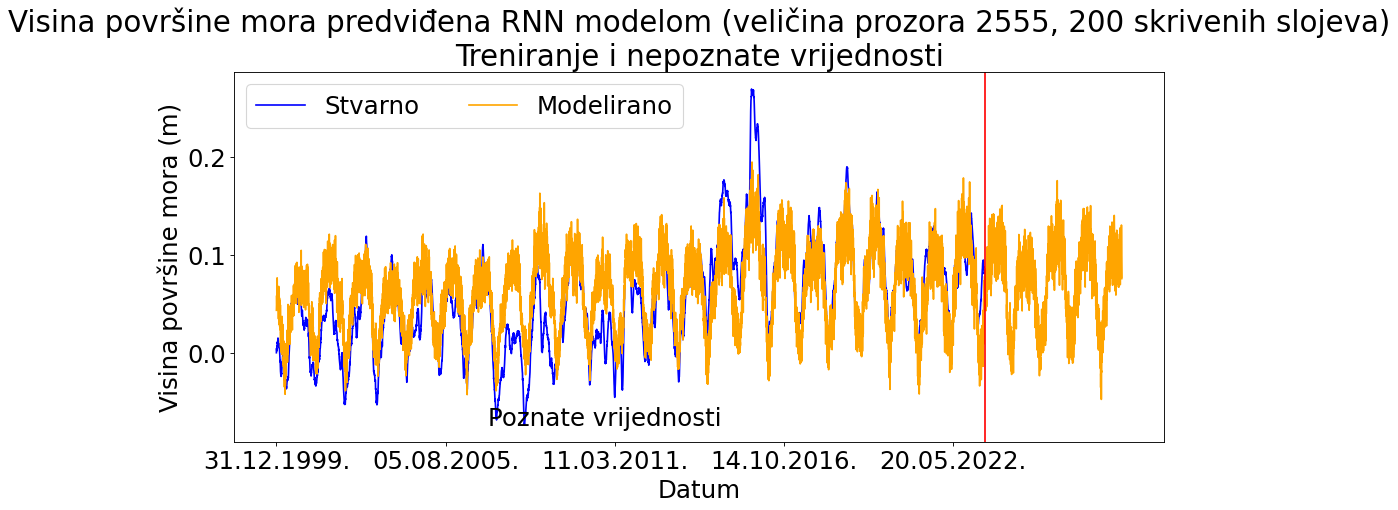 Visina površine mora predviđena RNN modelom (veličina prozora 2555, 200 skrivenih slojeva)
Treniranje i nepoznate vrijednosti
Stvarno
Modelirano
Visina površine mora (m)
0.2
0.1
0.0
Poznate vrijednosti
31.12.1999.
05.08.2005.
11.03.2011.
14.10.2016.
20.05.2022.
Datum